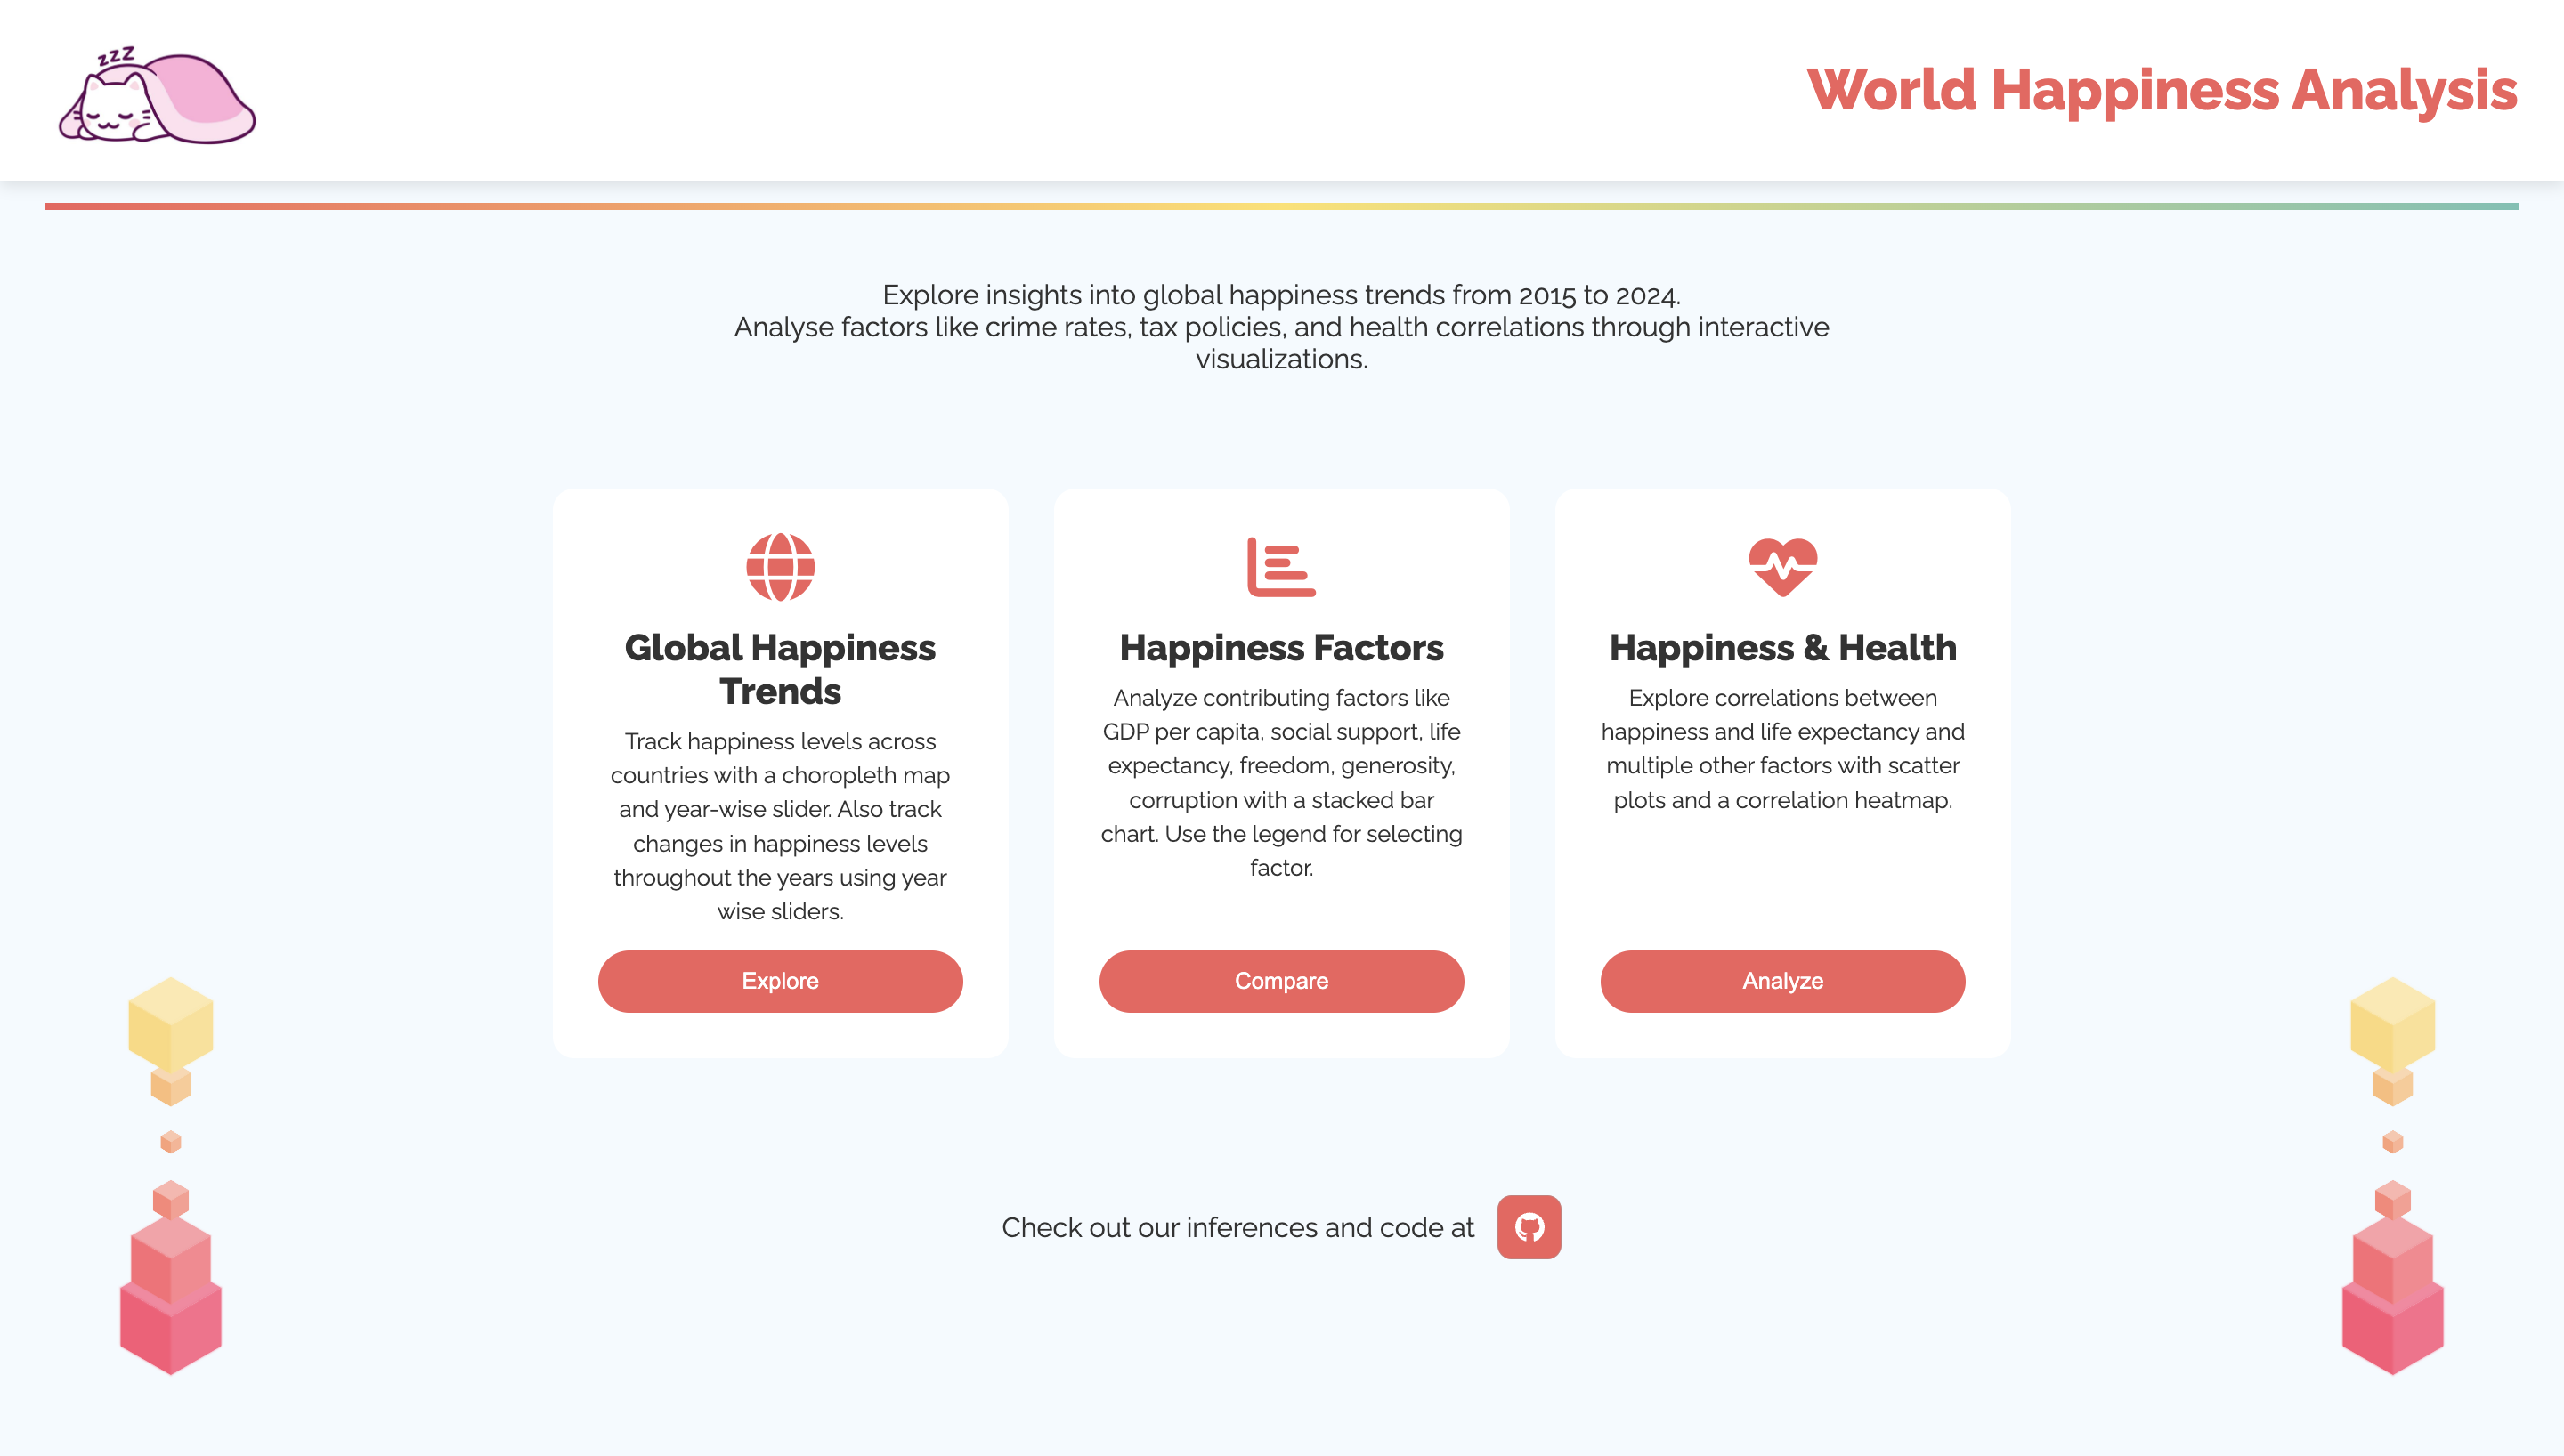 zzz
World Happiness Analysis
Explore insights into global happiness trends from 2015 to 2024.
Analyse factors like crime rates, tax policies, and health correlations through interactive
visualizations.
Global Happiness
Trends
Track happiness levels across
countries with a choropleth map
and year-wise slider. Also track
changes in happiness levels
throughout the years using year
wise sliders.
Explore
Happiness Factors
Analyze contributing factors like
GDP per capita, social support, life
expectancy, freedom, generosity,
corruption with a stacked bar
chart. Use the legend for selecting
factor.
Compare
Happiness & Health
Explore correlations between
happiness and life expectancy and
multiple other factors with scatter
plots and a correlation heatmap.
Analyze
Check out our inferences and code at